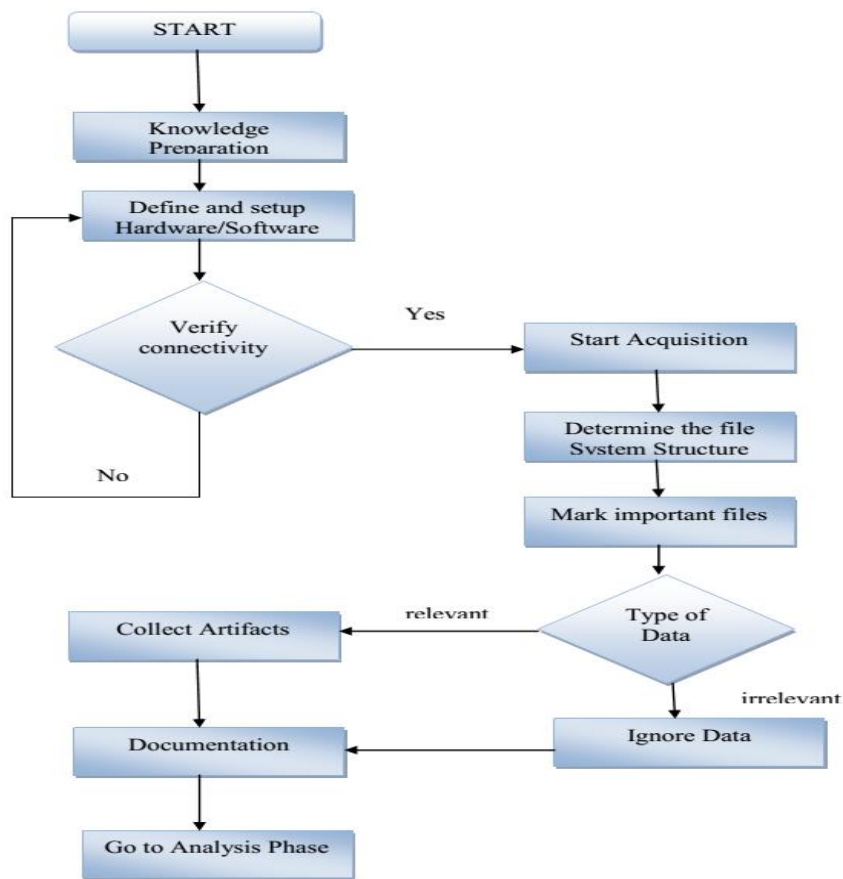 START
Knowledge
Preparation
Define and setup
Hardware/Software
Verify
connectivity
Yes
No
Start Acquisition
Determine the file
System Structure
Mark important files
Type of
Data
relevant
irrelevant
Collect Artifacts
Ignore Data
Documentation
Go to Analysis Phase